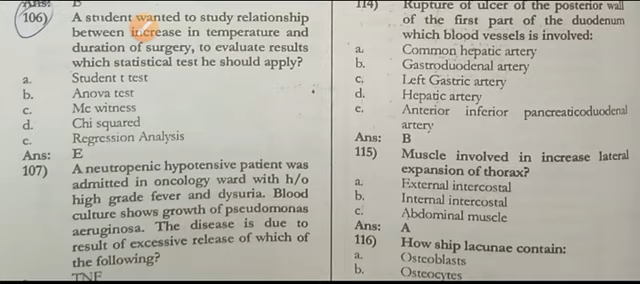 Ans: B
106) A student wanted to study relationship
between increase in temperature and
duration of surgery, to evaluate results
which statistical test he should apply?
a. Student t test
b. Anova test
c. Mc witness
d. Chi squared
e. Regression Analysis
Ans: E
107) A neutropenic hypotensive patient was
admitted in oncology ward with h/o
high grade fever and dysuria. Blood
culture shows growth of pseudomonas
aeruginosa. The disease is due to
result of excessive release of which of
the following?
TNF
114) Rupture of ulcer of the posterior wall
of the first part of the duodenum
which blood vessels is involved:
a. Common hepatic artery
b. Gastroduodenal artery
c. Left Gastric artery
d. Hepatic artery
e. Anterior inferior pancreaticoduodenal
artery
Ans: B
115) Muscle involved in increase lateral
expansion of thorax?
a. External intercostal
b. Internal intercostal
c. Abdominal muscle
Ans: A
116) How ship lacunae contain:
a. Osteoblasts
b. Osteocytes